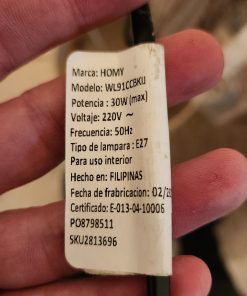 Marca: HOMY
Modelo: WL91CCBKU
Potencia : 30W (max)
Voltaje: 220V ~
Frecuencia: 50Hz
Tipo de lampara : E27
Para uso interior
Hecho en: FILIPINAS
Fecha de frabricacion: 02/
Certificado: E-013-04-10006
PO8798511
SKU2813696